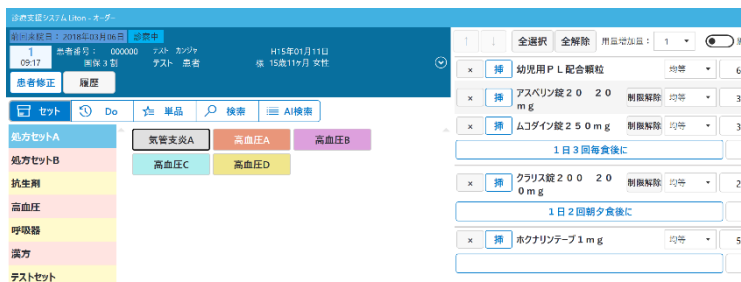 診療支援システム Liton - オーダー
前回来院日：2018年03月06日 診察中
1 患者番号： 000000 テスト カンジャ H15年01月11日
09:17 国保３割 テスト 患者 様 15歳11ヶ月 女性
患者修正 履歴
セット Do 単品 検索 AI検索
処方セットA
処方セットB
抗生剤
高血圧
呼吸器
漢方
テストセット
気管支炎A 高血圧A 高血圧B
高血圧C 高血圧D
↑ ↓ 全選択 全解除 用量増加量： 1
× 挿 幼児用ＰＬ配合顆粒 均等 6
× 挿 アスペリン錠２０ ２０ｍｇ 制限解除 均等 3
× 挿 ムコダイン錠２５０ｍｇ 制限解除 均等 3
１日３回毎食後に
× 挿 クラリス錠２００ ２００ｍｇ 制限解除 均等 2
１日２回朝夕食後に
× 挿 ホクナリンテープ１ｍｇ 均等 5